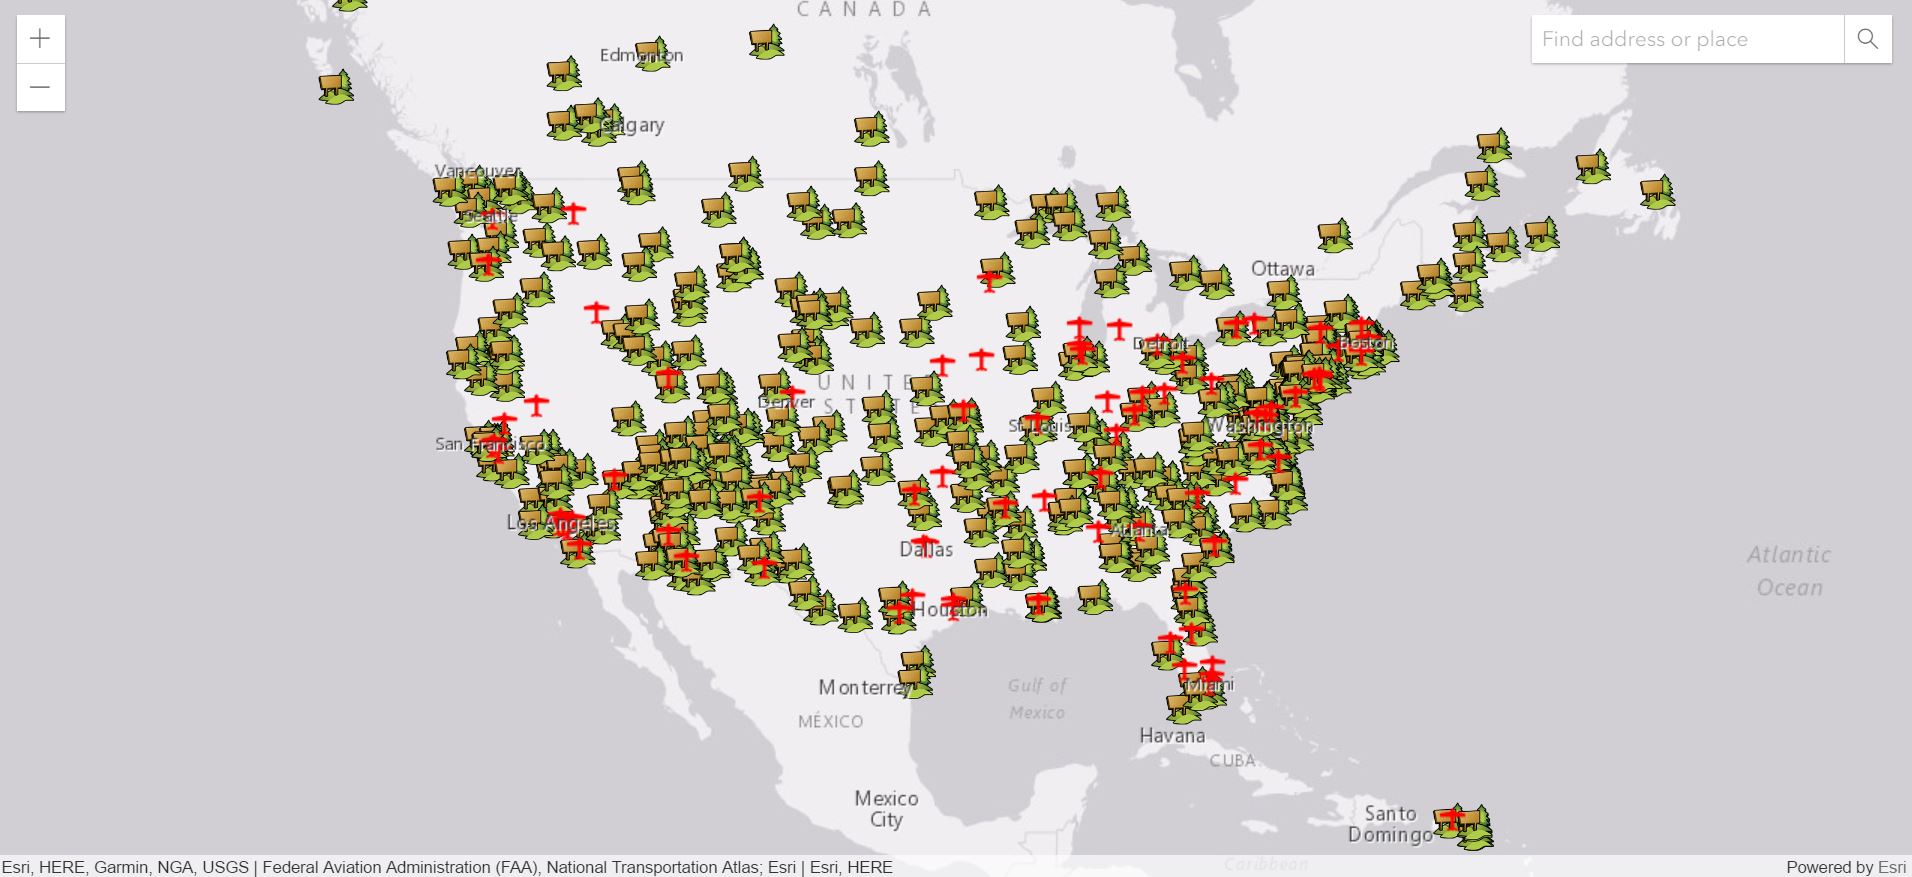 CANADA
+
Find address or place
Edmonton
−
Calgary
Vancouver
Seattle
Ottawa
Detroit
Boston
UNITED
STATES
Denver
St Louis
Washington
San Francisco
Los Angeles
Atlanta
Dallas
Atlantic
Ocean
Houston
Monterrey
Gulf of
Mexico
Miami
MÉXICO
Havana
CUBA
Mexico
City
Santo
Domingo
Caribbean
Esri, HERE, Garmin, NGA, USGS | Federal Aviation Administration (FAA), National Transportation Atlas; Esri | Esri, HERE
Powered by Esri